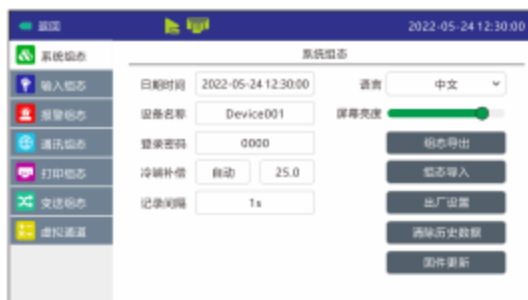 返回
2022-05-24 12:30:00
系统组态
输入组态
报警组态
通讯组态
打印组态
变送组态
虚拟通道
系统组态
日期时间 2022-05-24 12:30:00 语言 中文
设备名称 Device001 屏幕亮度
登录密码 0000 组态导出
冷端补偿 自动 25.0 组态导入
记录间隔 1s 出厂设置
清除历史数据
固件更新